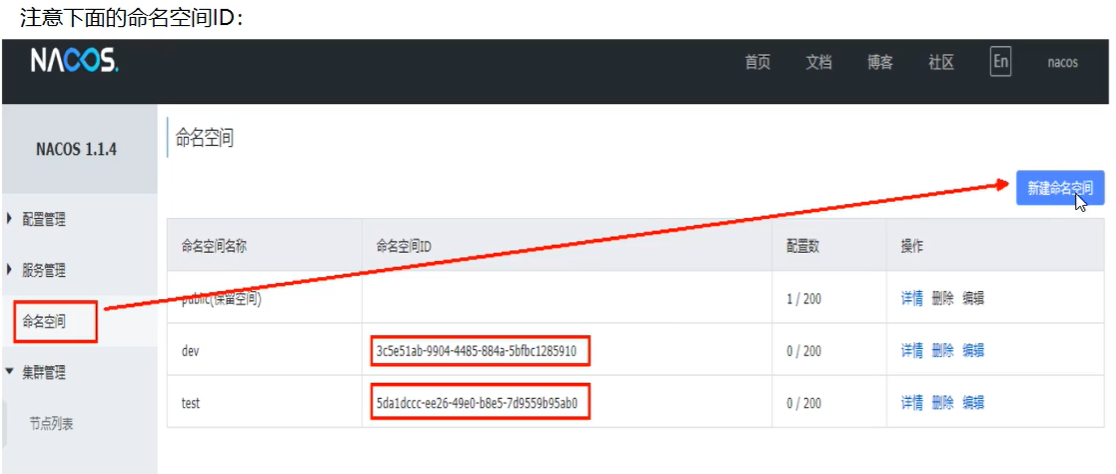 注意下面的命名空间ID：
NACOS.
首页 文档 博客 社区 En nacos
NACOS 1.1.4
配置管理
服务管理
命名空间
集群管理
节点列表
命名空间
新建命名空间
命名空间名称 命名空间ID 配置数 操作
public(保留空间) 1 / 200 详情 删除 编辑
dev 3c5e51ab-9904-4485-884a-5bfbc1285910 0 / 200 详情 删除 编辑
test 5da1dccc-ee26-49e0-b8e5-7d9559b95ab0 0 / 200 详情 删除 编辑